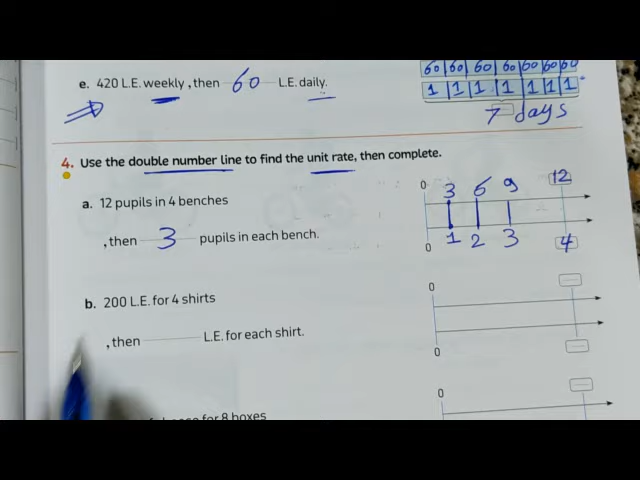 60 60 60 60 60 60 60
e. 420 L.E. weekly , then 60 L.E. daily.
1 1 1 1 1 1 1
7 days
4. Use the double number line to find the unit rate, then complete.
0 3 6 9 12
a. 12 pupils in 4 benches
, then 3 pupils in each bench.
0 1 2 3 4
0
b. 200 L.E. for 4 shirts
, then L.E. for each shirt.
0
0
for 8 boxes